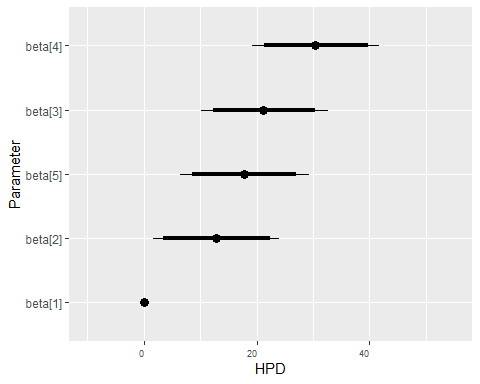 beta[4]
beta[3]
beta[5]
beta[2]
beta[1]
Parameter
0
20
40
HPD